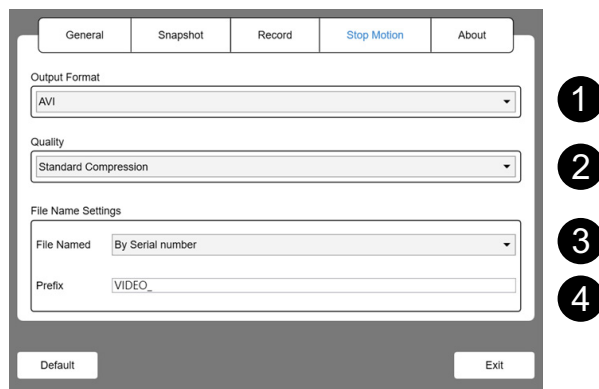 General Snapshot Record Stop Motion About
Output Format
AVI
1
Quality
Standard Compression
2
File Name Settings
File Named By Serial number
3
Prefix VIDEO_
4
Default Exit